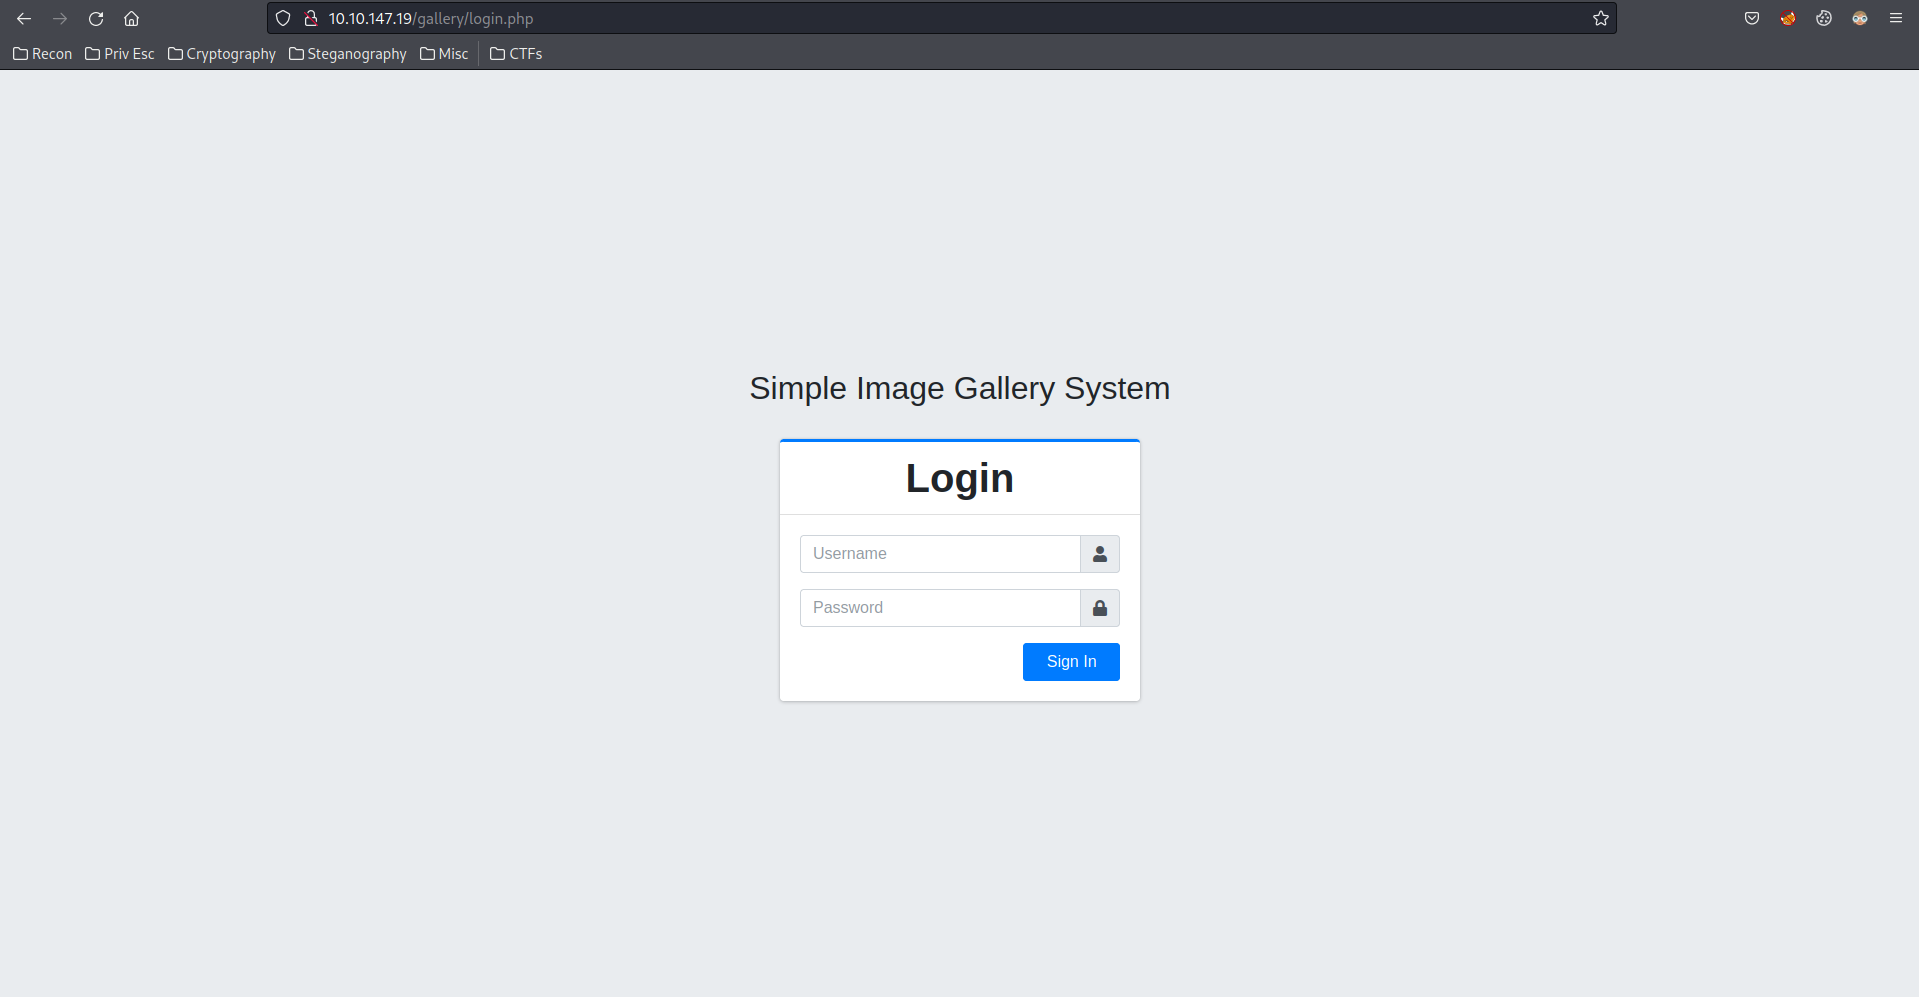 10.10.147.19/gallery/login.php
Recon Priv Esc Cryptography Steganography Misc CTFs
Simple Image Gallery System
Login
Username
Password
Sign In